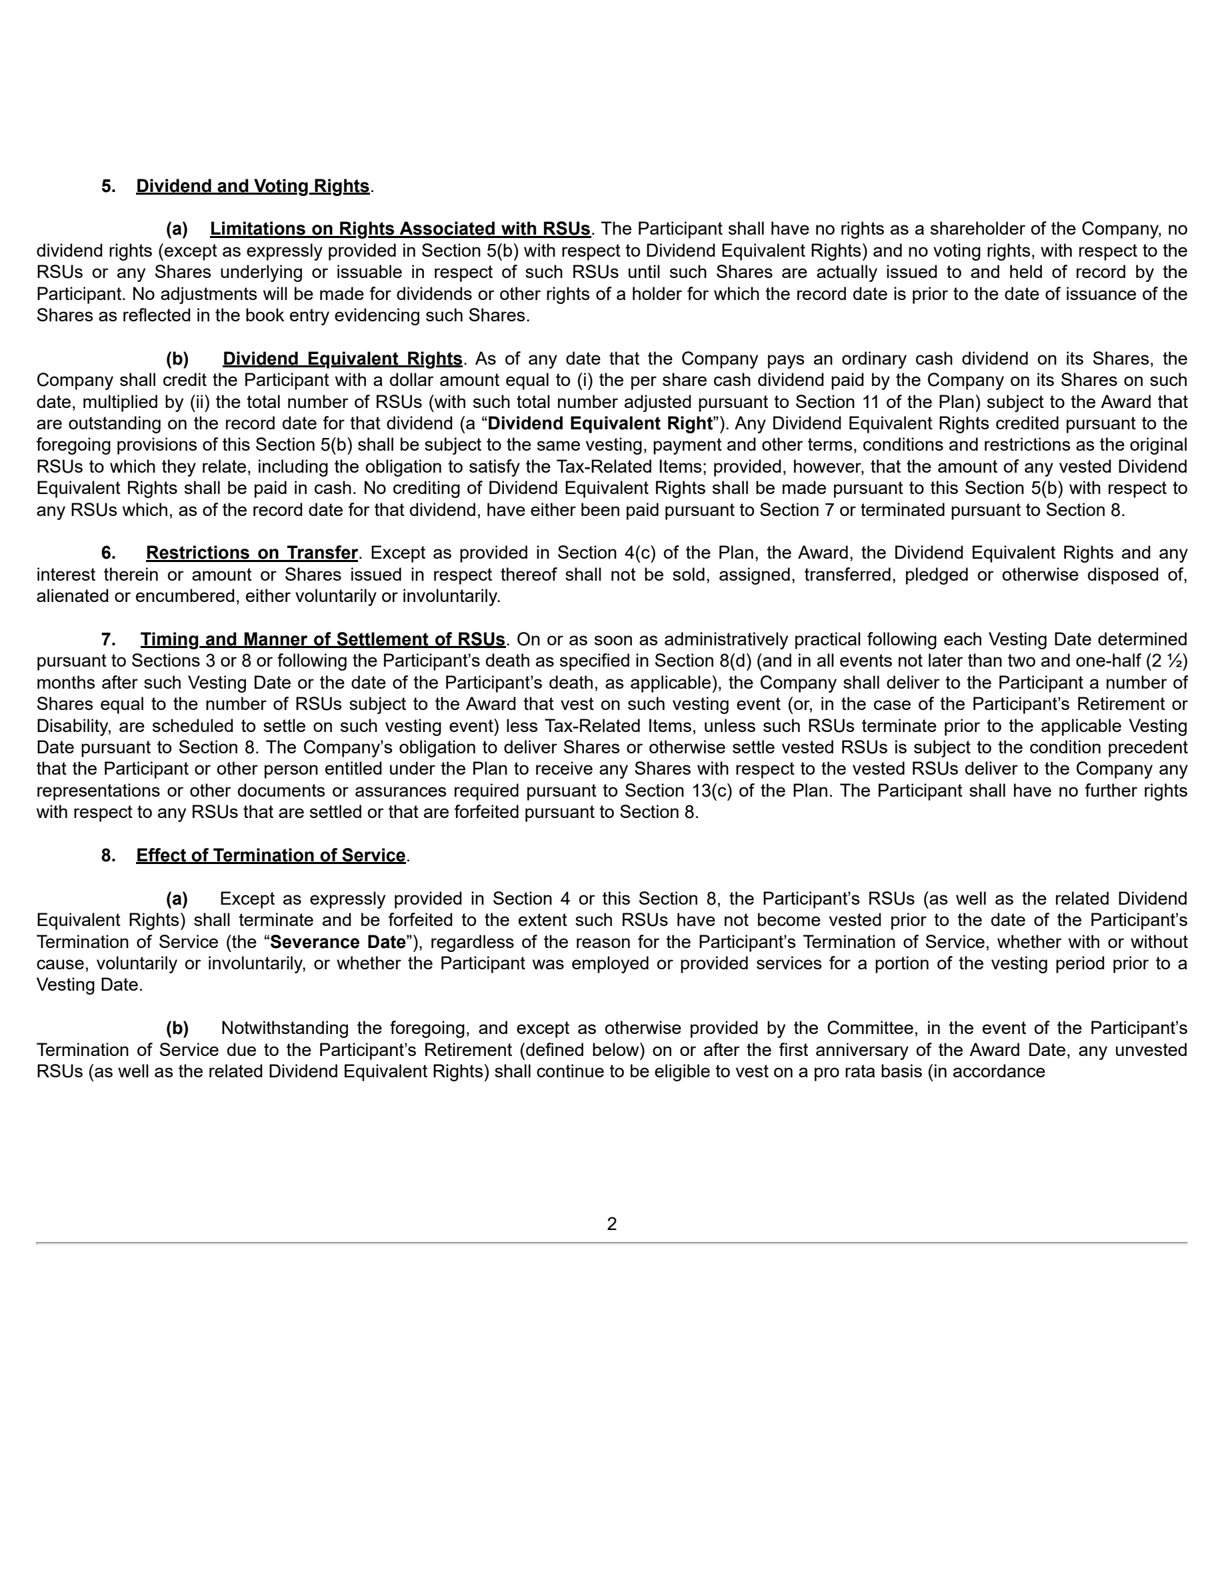 5. Dividend and Voting Rights.
(a) Limitations on Rights Associated with RSUs. The Participant shall have no rights as a shareholder of the Company, no
dividend rights (except as expressly provided in Section 5(b) with respect to Dividend Equivalent Rights) and no voting rights, with respect to the
RSUs or any Shares underlying or issuable in respect of such RSUs until such Shares are actually issued to and held of record by the
Participant. No adjustments will be made for dividends or other rights of a holder for which the record date is prior to the date of issuance of the
Shares as reflected in the book entry evidencing such Shares.
(b) Dividend Equivalent Rights. As of any date that the Company pays an ordinary cash dividend on its Shares, the
Company shall credit the Participant with a dollar amount equal to (i) the per share cash dividend paid by the Company on its Shares on such
date, multiplied by (ii) the total number of RSUs (with such total number adjusted pursuant to Section 11 of the Plan) subject to the Award that
are outstanding on the record date for that dividend (a “Dividend Equivalent Right”). Any Dividend Equivalent Rights credited pursuant to the
foregoing provisions of this Section 5(b) shall be subject to the same vesting, payment and other terms, conditions and restrictions as the original
RSUs to which they relate, including the obligation to satisfy the Tax-Related Items; provided, however, that the amount of any vested Dividend
Equivalent Rights shall be paid in cash. No crediting of Dividend Equivalent Rights shall be made pursuant to this Section 5(b) with respect to
any RSUs which, as of the record date for that dividend, have either been paid pursuant to Section 7 or terminated pursuant to Section 8.
6. Restrictions on Transfer. Except as provided in Section 4(c) of the Plan, the Award, the Dividend Equivalent Rights and any
interest therein or amount or Shares issued in respect thereof shall not be sold, assigned, transferred, pledged or otherwise disposed of,
alienated or encumbered, either voluntarily or involuntarily.
7. Timing and Manner of Settlement of RSUs. On or as soon as administratively practical following each Vesting Date determined
pursuant to Sections 3 or 8 or following the Participant’s death as specified in Section 8(d) (and in all events not later than two and one-half (2 ½)
months after such Vesting Date or the date of the Participant’s death, as applicable), the Company shall deliver to the Participant a number of
Shares equal to the number of RSUs subject to the Award that vest on such vesting event (or, in the case of the Participant’s Retirement or
Disability, are scheduled to settle on such vesting event) less Tax-Related Items, unless such RSUs terminate prior to the applicable Vesting
Date pursuant to Section 8. The Company’s obligation to deliver Shares or otherwise settle vested RSUs is subject to the condition precedent
that the Participant or other person entitled under the Plan to receive any Shares with respect to the vested RSUs deliver to the Company any
representations or other documents or assurances required pursuant to Section 13(c) of the Plan. The Participant shall have no further rights
with respect to any RSUs that are settled or that are forfeited pursuant to Section 8.
8. Effect of Termination of Service.
(a) Except as expressly provided in Section 4 or this Section 8, the Participant’s RSUs (as well as the related Dividend
Equivalent Rights) shall terminate and be forfeited to the extent such RSUs have not become vested prior to the date of the Participant’s
Termination of Service (the “Severance Date”), regardless of the reason for the Participant’s Termination of Service, whether with or without
cause, voluntarily or involuntarily, or whether the Participant was employed or provided services for a portion of the vesting period prior to a
Vesting Date.
(b) Notwithstanding the foregoing, and except as otherwise provided by the Committee, in the event of the Participant’s
Termination of Service due to the Participant’s Retirement (defined below) on or after the first anniversary of the Award Date, any unvested
RSUs (as well as the related Dividend Equivalent Rights) shall continue to be eligible to vest on a pro rata basis (in accordance
2